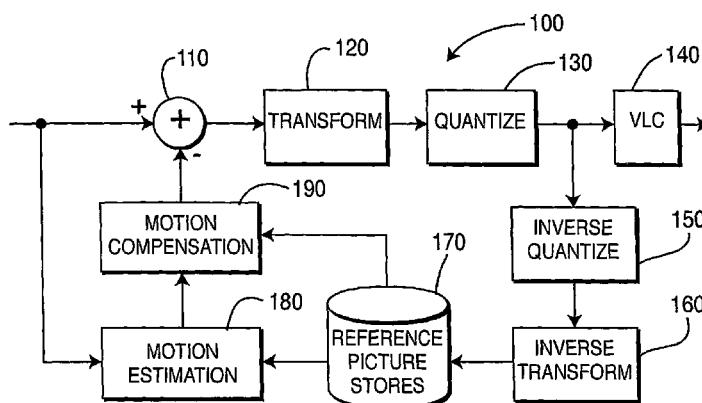 100
110
120
130
140
+
+
-
TRANSFORM
QUANTIZE
VLC
190
MOTION
COMPENSATION
170
INVERSE
QUANTIZE
150
180
MOTION
ESTIMATION
REFERENCE
PICTURE
STORES
160
INVERSE
TRANSFORM